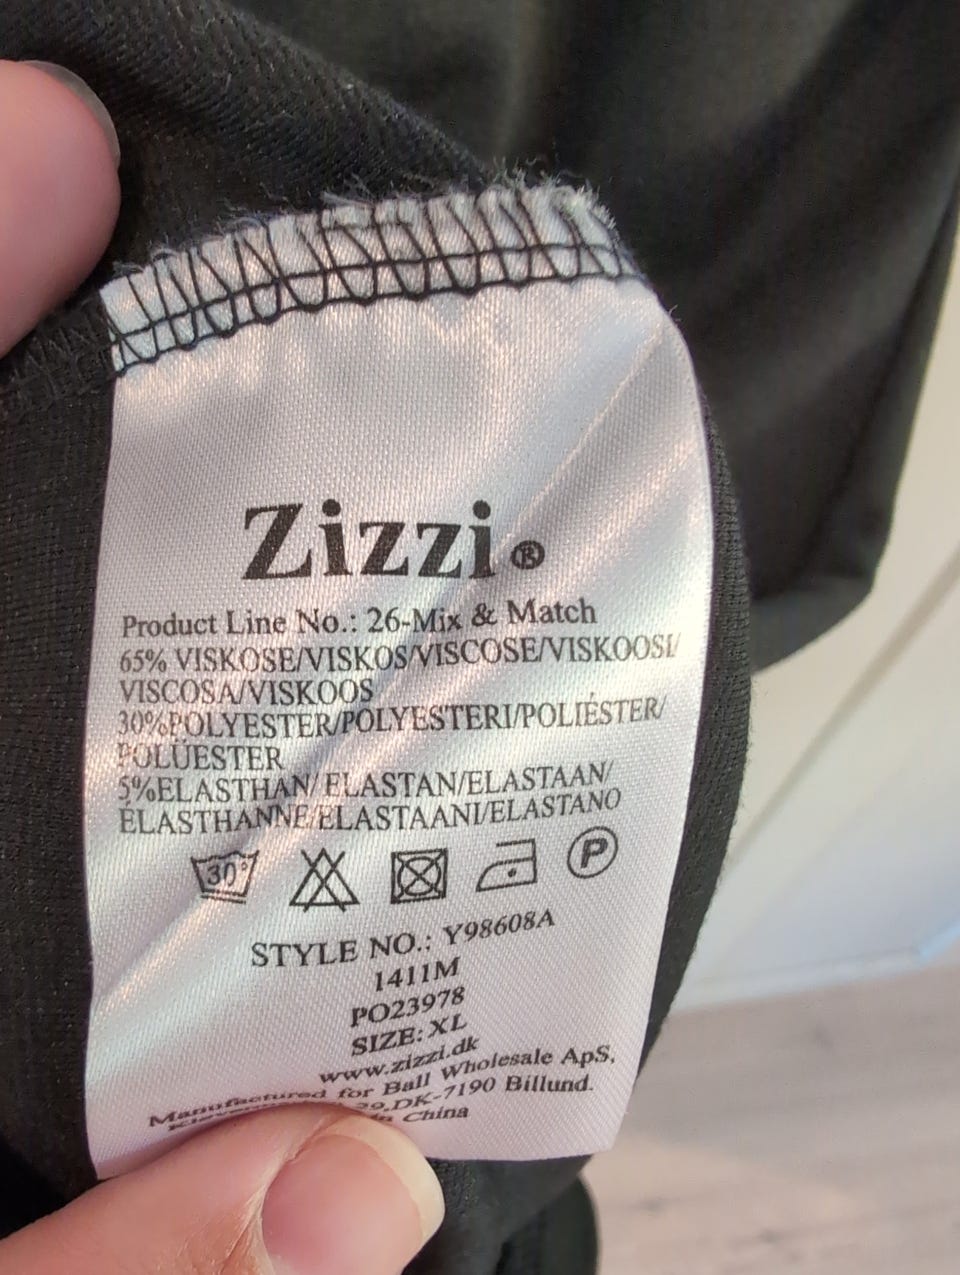 Zizzi®
Product Line No.: 26-Mix & Match
65% VISKOSE/VISKOS/VISCOSE/VISKOOSI/
VISCOSA/VISKOOS
30%POLYESTER/POLYESTERI/POLIÉSTER/
POLÜESTER
5%ELASTHAN/ELASTAN/ELASTAAN/
ÉLASTHANNE/ELASTAANI/ELASTANO
30°
P
STYLE NO.: Y98608A
1411M
PO23978
SIZE: XL
www.zizzi.dk
Manufactured for Ball Wholesale ApS,
29,DK-7190 Billund.
in China